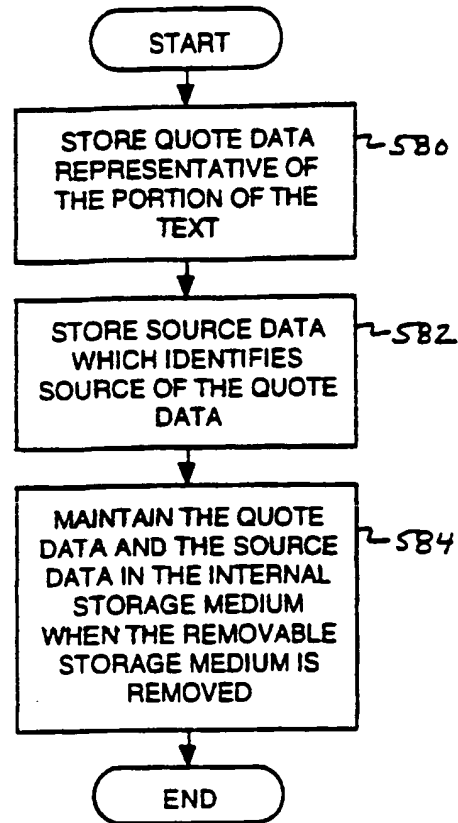 START
STORE QUOTE DATA
REPRESENTATIVE OF
THE PORTION OF THE
TEXT
580
STORE SOURCE DATA
WHICH IDENTIFIES
SOURCE OF THE QUOTE
DATA
582
MAINTAIN THE QUOTE
DATA AND THE SOURCE
DATA IN THE INTERNAL
STORAGE MEDIUM
WHEN THE REMOVABLE
STORAGE MEDIUM IS
REMOVED
584
END